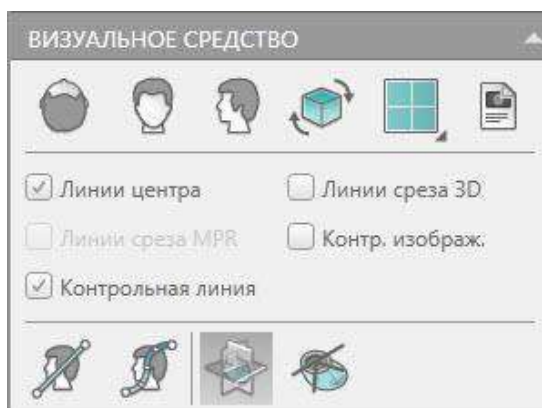 ВИЗУАЛЬНОЕ СРЕДСТВО
Линии центра
Линии среза 3D
Линии среза MPR
Контр. изображ.
Контрольная линия